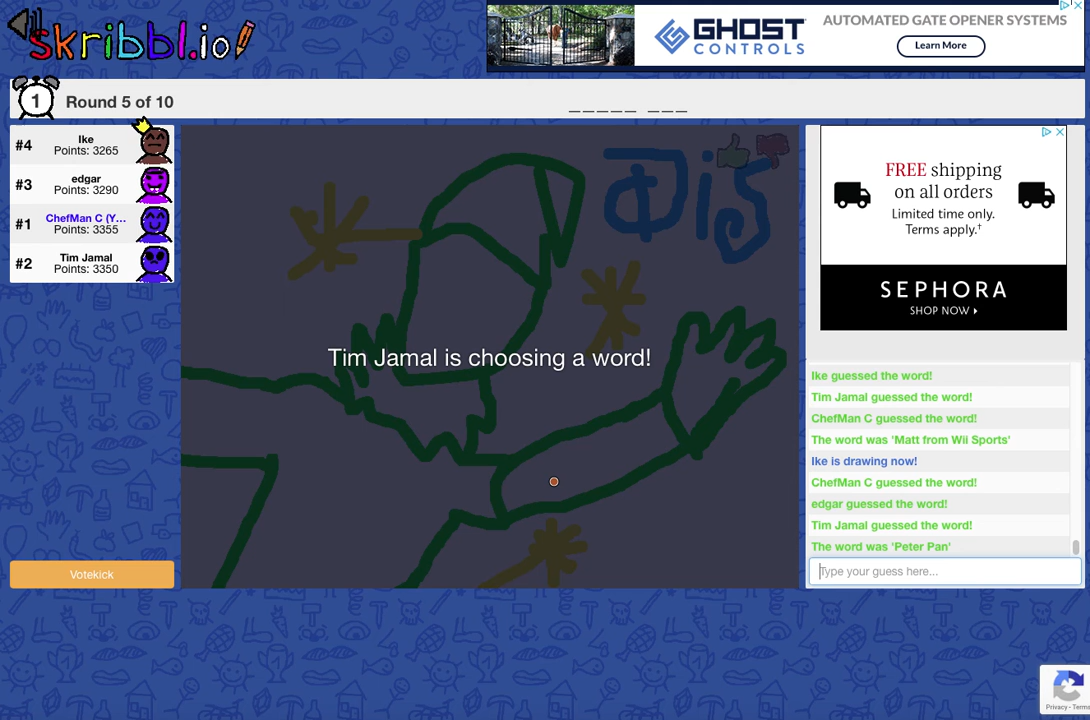 skribbl.io
GHOST
CONTROLS
AUTOMATED GATE OPENER SYSTEMS
Learn More
1
Round 5 of 10
_____ ___
#4
Ike
Points: 3265
#3
edgar
Points: 3290
#1
ChefMan C (Y...
Points: 3355
#2
Tim Jamal
Points: 3350
Votekick
Tim Jamal is choosing a word!
FREE shipping
on all orders
Limited time only.
Terms apply.†
SEPHORA
SHOP NOW
Ike guessed the word!
Tim Jamal guessed the word!
ChefMan C guessed the word!
The word was 'Matt from Wii Sports'
Ike is drawing now!
ChefMan C guessed the word!
edgar guessed the word!
Tim Jamal guessed the word!
The word was 'Peter Pan'
Type your guess here...
Privacy - Terms